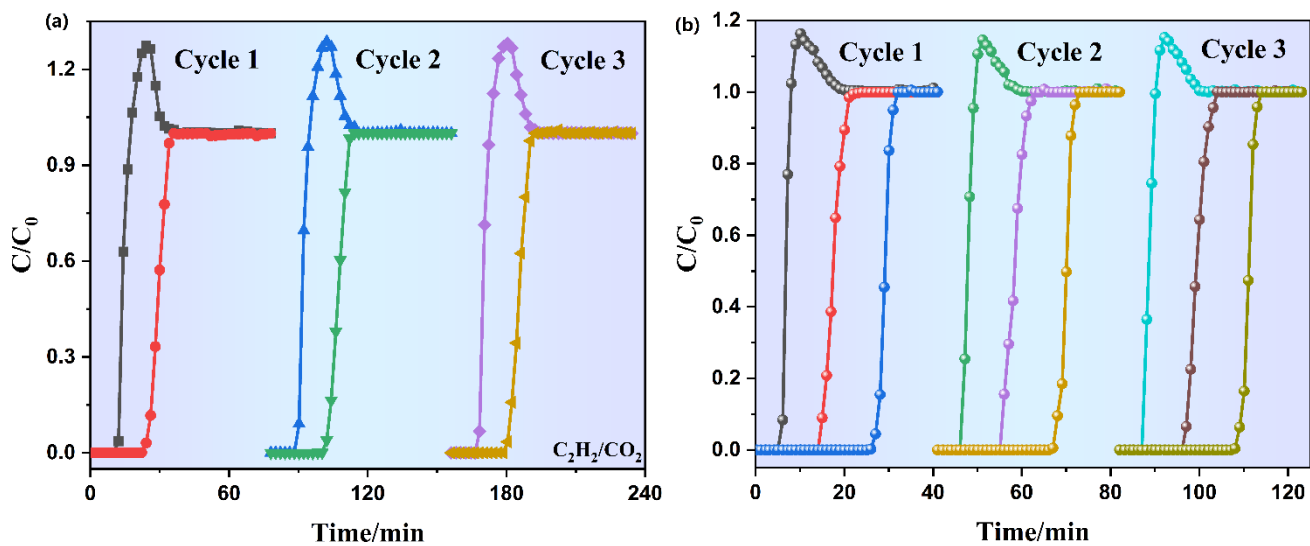 (a)
Cycle 1 Cycle 2 Cycle 3
1.2
0.9
0.6
0.3
0.0
C/C₀
C₂H₂/CO₂
0 60 120 180 240
Time/min
(b)
Cycle 1 Cycle 2 Cycle 3
1.2
1.0
0.8
0.6
0.4
0.2
0.0
C/C₀
0 20 40 60 80 100 120
Time/min